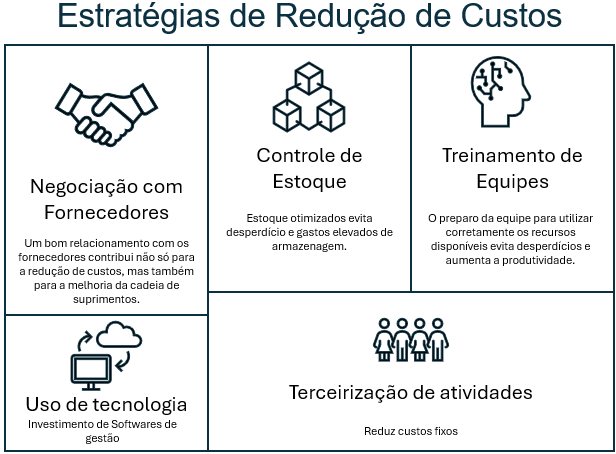 Estratégias de Redução de Custos
Negociação com
Fornecedores
Um bom relacionamento com os
fornecedores contribui não só para
a redução de custos, mas também
para a melhoria da cadeia de
suprimentos.
Controle de
Estoque
Estoque otimizados evita
desperdício e gastos elevados de
armazenagem.
Treinamento de
Equipes
O preparo da equipe para utilizar
corretamente os recursos
disponíveis evita desperdícios e
aumenta a produtividade.
Uso de tecnologia
Investimento de Softwares de
gestão
Terceirização de atividades
Reduz custos fixos